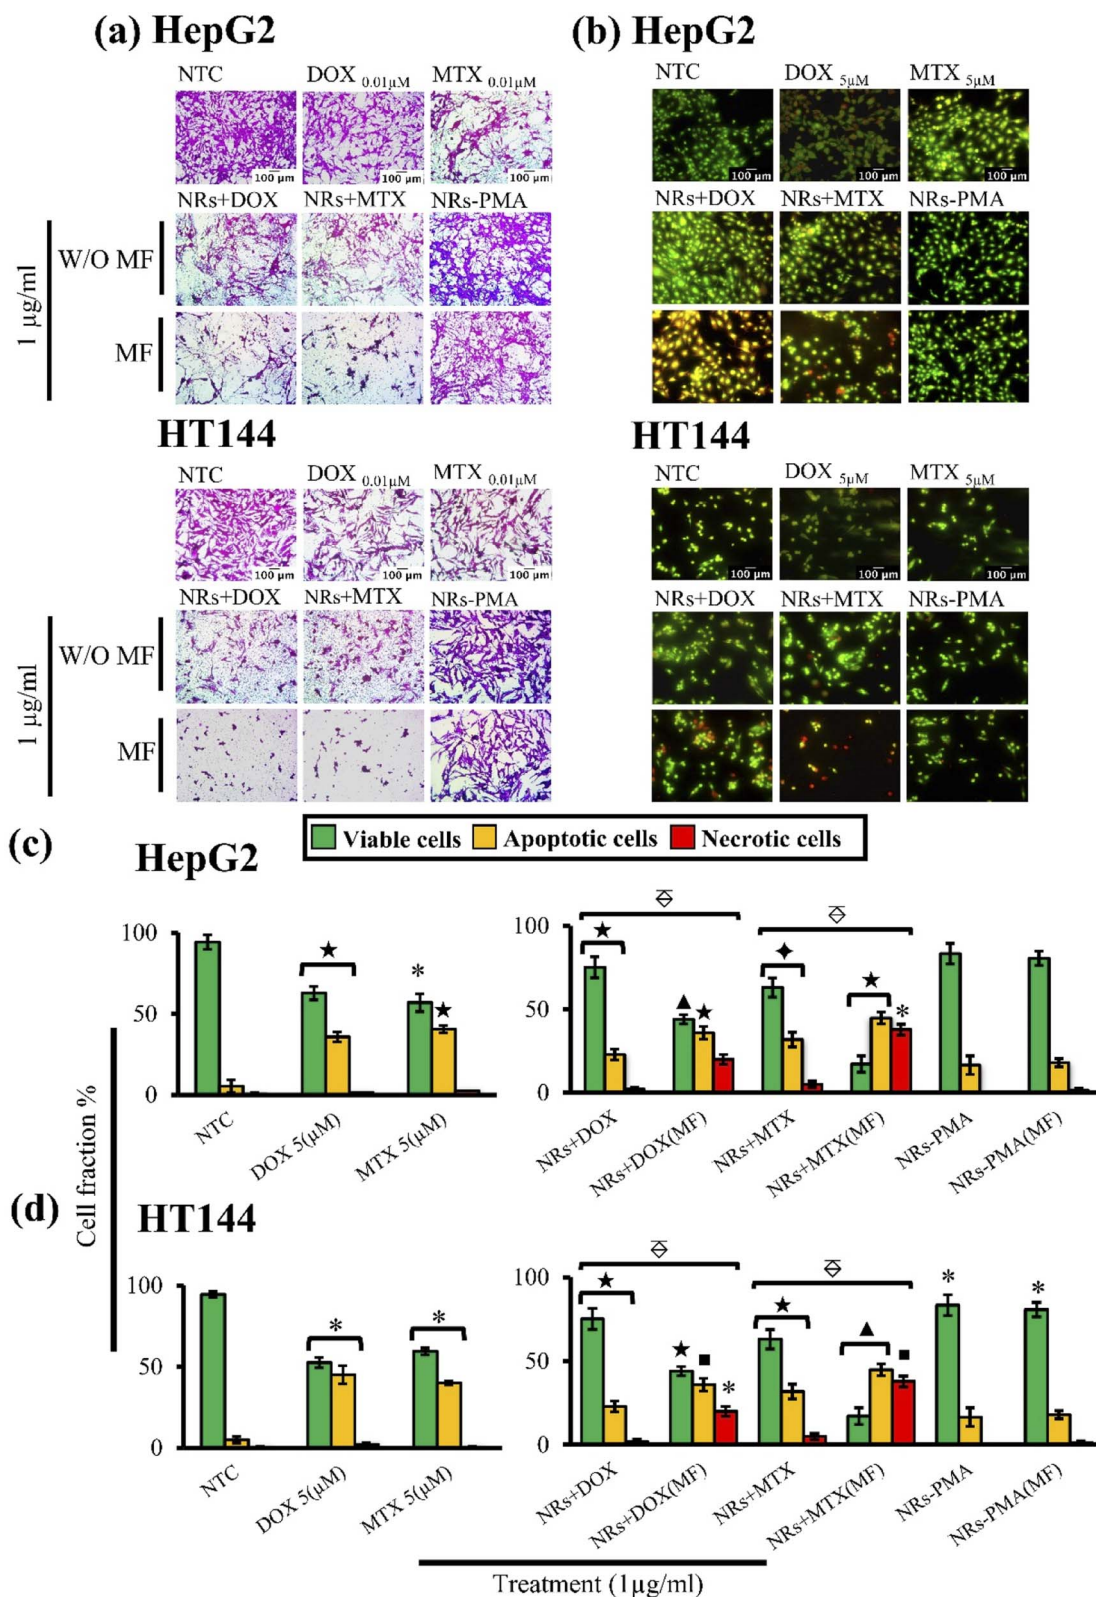 (a) HepG2
NTC
DOX 0.01µM
MTX 0.01µM
100 µm
100 µm
100 µm
NRs+DOX
NRs+MTX
NRs-PMA
1 µg/ml
W/O MF
MF
HT144
NTC
DOX 0.01µM
MTX 0.01µM
100 µm
100 µm
100 µm
NRs+DOX
NRs+MTX
NRs-PMA
1 µg/ml
W/O MF
MF
(b) HepG2
NTC
DOX 5µM
MTX 5µM
100 µm
100 µm
100 µm
NRs+DOX
NRs+MTX
NRs-PMA
HT144
NTC
DOX 5µM
MTX 5µM
100 µm
100 µm
100 µm
NRs+DOX
NRs+MTX
NRs-PMA
Viable cells
Apoptotic cells
Necrotic cells
(c)
HepG2
Cell fraction %
100
50
0
NTC
DOX 5(µM)
MTX 5(µM)
*
100
50
0
NRs+DOX
NRs+DOX(MF)
NRs+MTX
NRs+MTX(MF)
NRs-PMA
NRs-PMA(MF)
*
(d)
HT144
100
50
0
NTC
DOX 5(µM)
MTX 5(µM)
*
*
100
50
0
NRs+DOX
NRs+DOX(MF)
NRs+MTX
NRs+MTX(MF)
NRs-PMA
NRs-PMA(MF)
*
*
*
Treatment (1µg/ml)